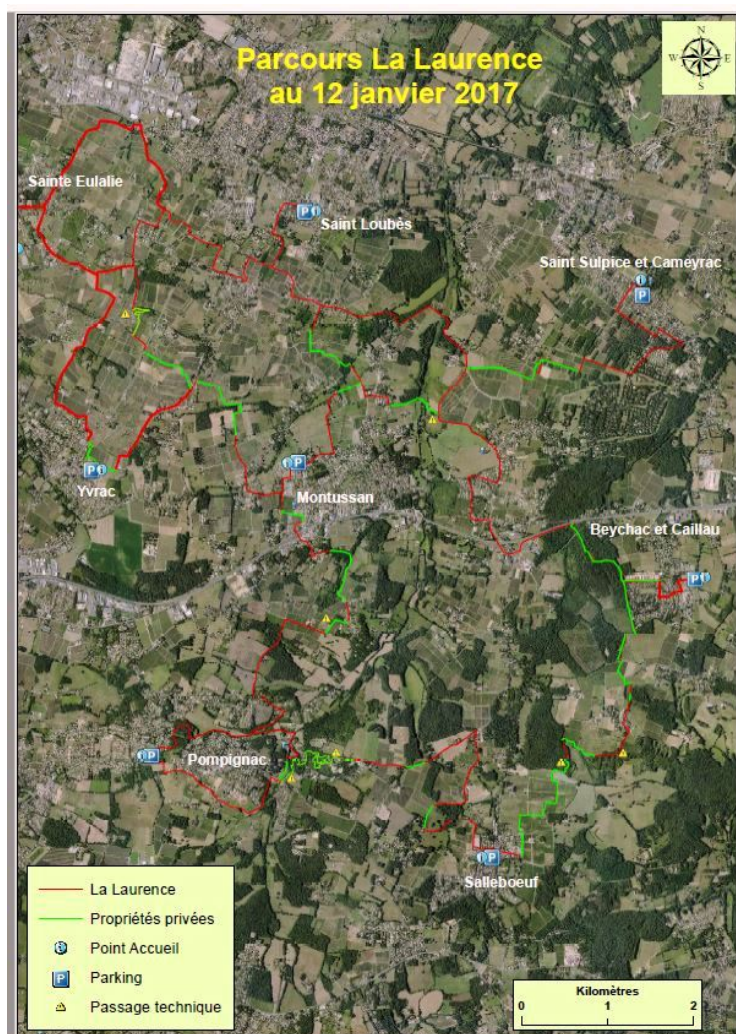 Parcours La Laurence
au 12 janvier 2017
N
W E
S
Sainte Eulalie
P
Saint Loubès
Saint Sulpice et Cameyrac
P
P
Yvrac
P
Montussan
Beychac et Caillau
P
P
Pompignac
P
Salleboeuf
La Laurence
Propriétés privées
Point Accueil
P Parking
Passage technique
Kilomètres
0 1 2